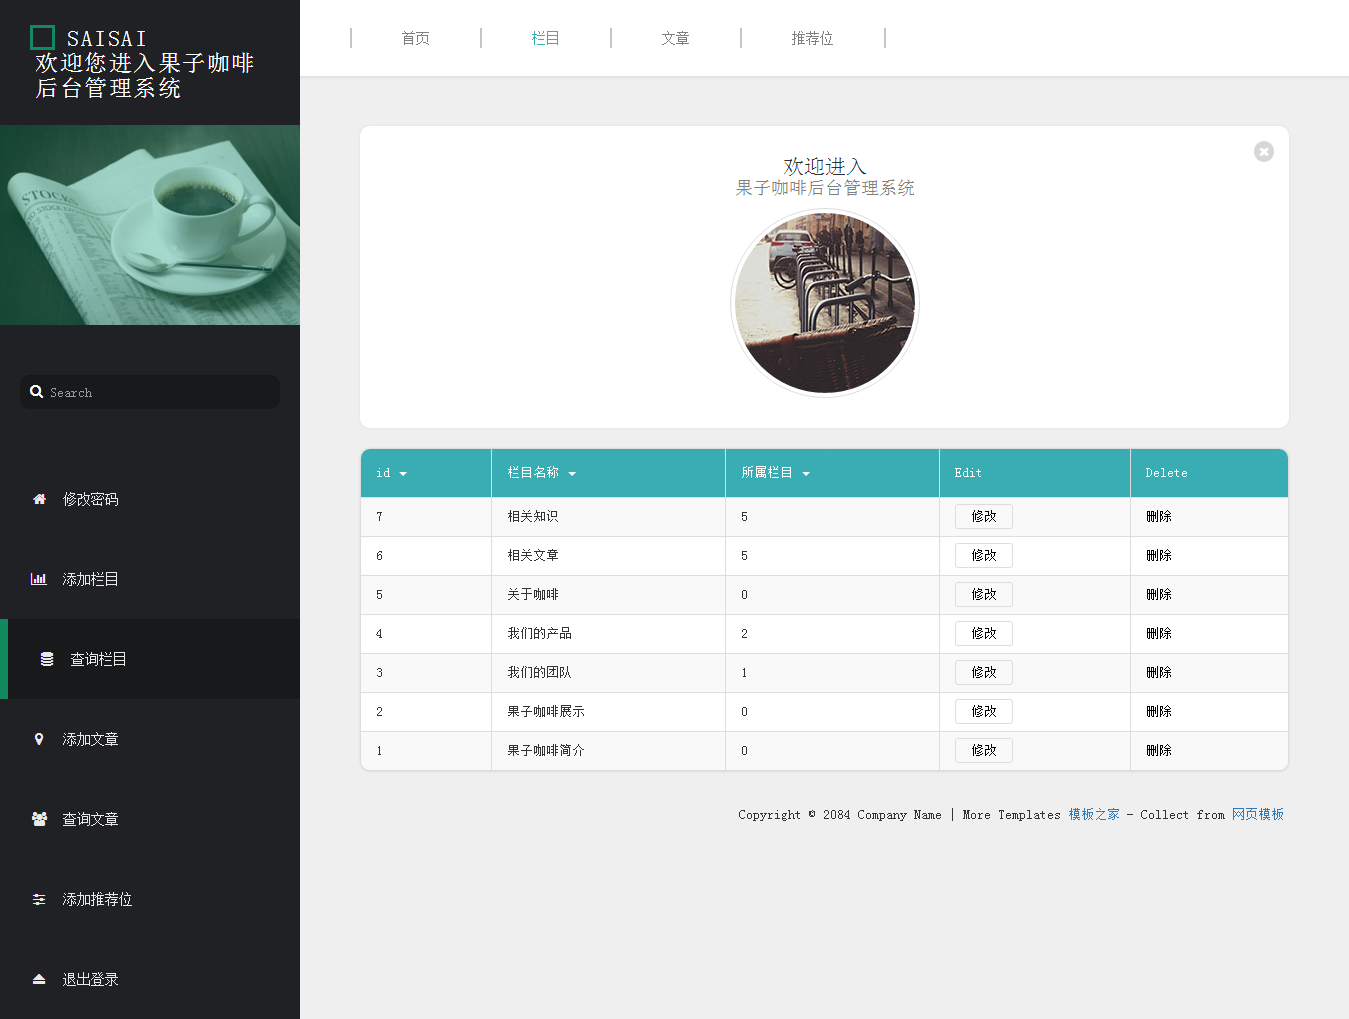 SAISAI
欢迎您进入果子咖啡
后台管理系统
STOCKS
Search
修改密码
添加栏目
查询栏目
添加文章
查询文章
添加推荐位
退出登录
首页 栏目 文章 推荐位
欢迎进入
果子咖啡后台管理系统
id 栏目名称 所属栏目 Edit Delete
7 相关知识 5 修改 删除
6 相关文章 5 修改 删除
5 关于咖啡 0 修改 删除
4 我们的产品 2 修改 删除
3 我们的团队 1 修改 删除
2 果子咖啡展示 0 修改 删除
1 果子咖啡简介 0 修改 删除
Copyright © 2084 Company Name | More Templates 模板之家 - Collect from 网页模板